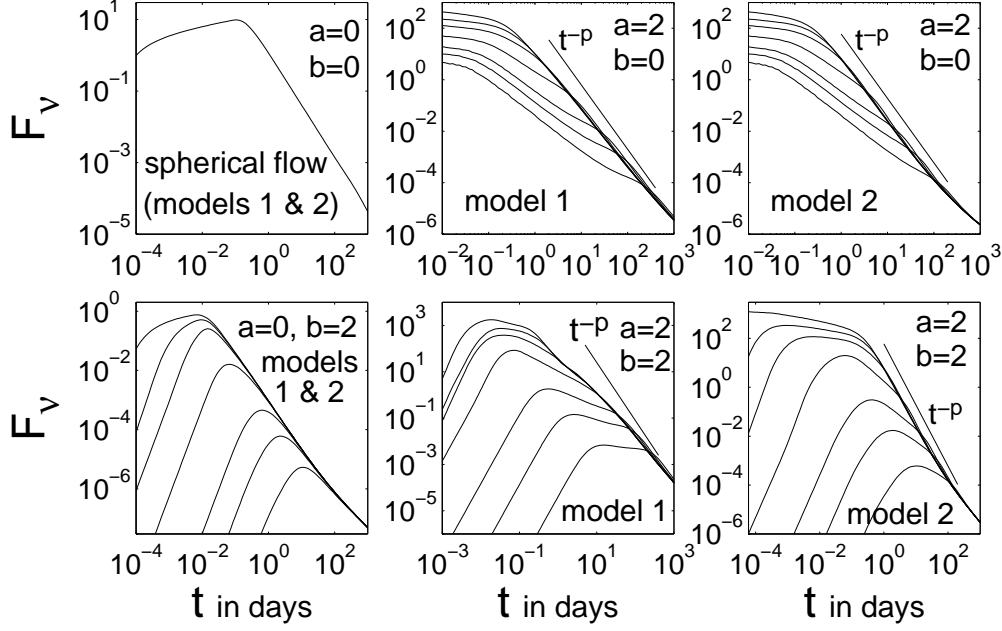 F_ν
10^1
10^-1
10^-3
10^-5
a=0
b=0
spherical flow
(models 1 & 2)
10^-4 10^-2 10^0 10^2
10^2
10^0
10^-2
10^-4
10^-6
t^-p
a=2
b=0
model 1
10^-2 10^-1 10^0 10^1 10^2 10^3
10^2
10^0
10^-2
10^-4
10^-6
t^-p
a=2
b=0
model 2
10^-2 10^-1 10^0 10^1 10^2 10^3
F_ν
10^0
10^-2
10^-4
10^-6
a=0, b=2
models
1 & 2
10^-4 10^-2 10^0 10^2
t in days
10^3
10^1
10^-1
10^-3
10^-5
t^-p
a=2
b=2
model 1
10^-3 10^-1 10^1 10^3
t in days
10^2
10^0
10^-2
10^-4
10^-6
a=2
b=2
t^-p
model 2
10^-4 10^-2 10^0 10^2
t in days